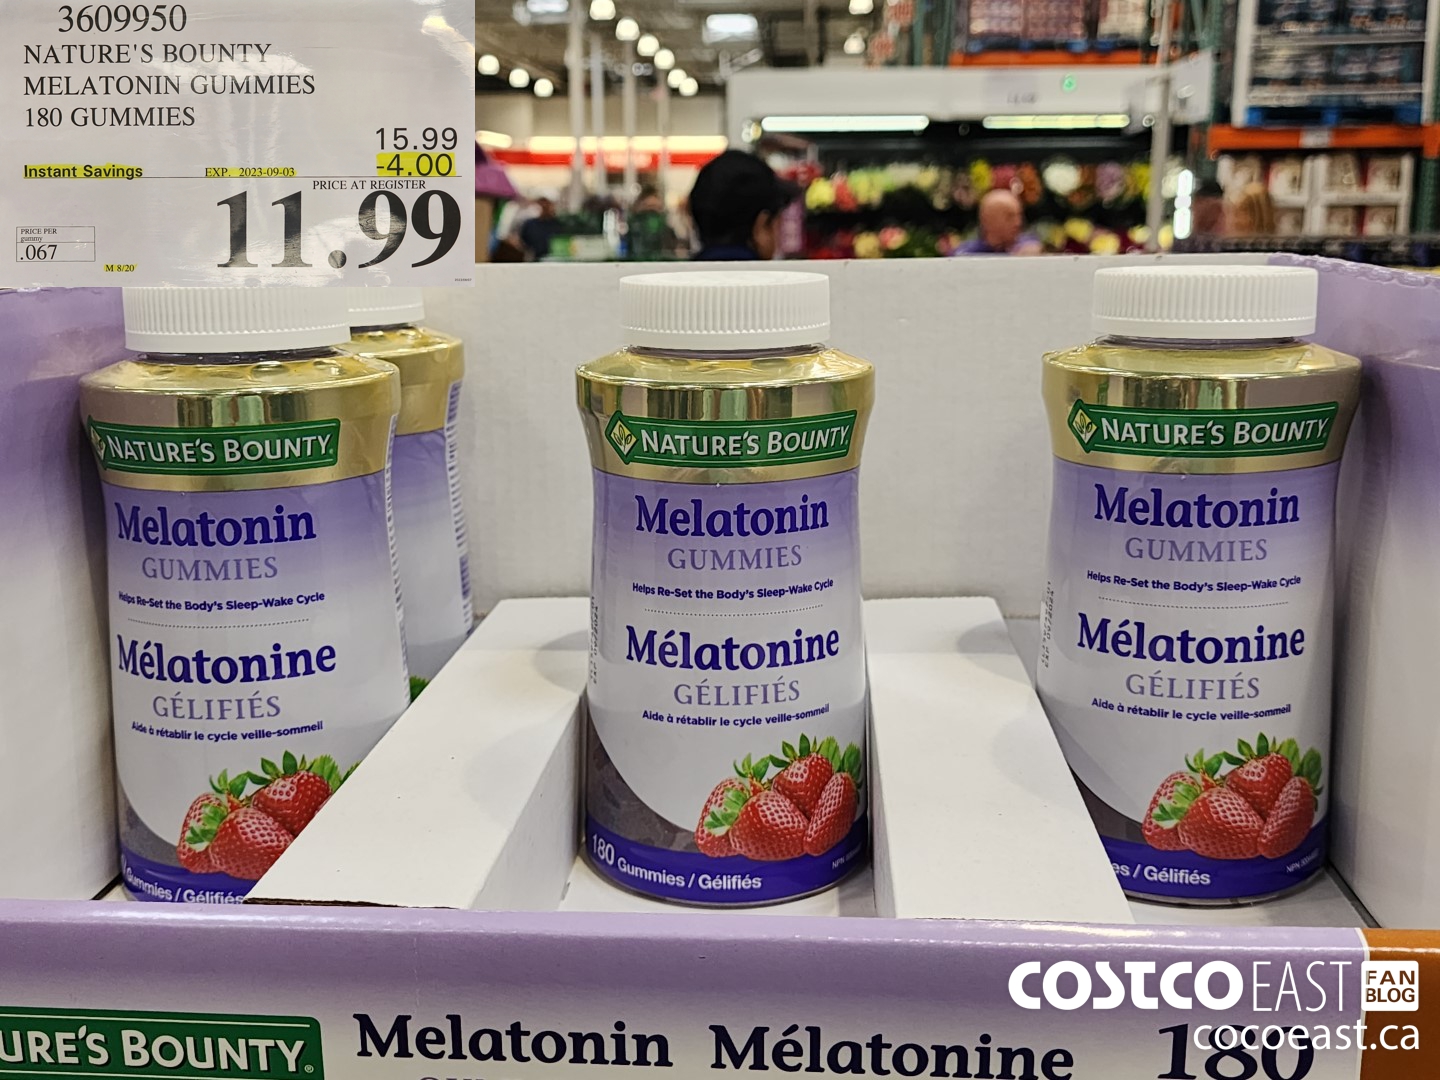 3609950
NATURE'S BOUNTY
MELATONIN GUMMIES
180 GUMMIES
15.99
Instant Savings EXP. 2023-09-03 -4.00
PRICE AT REGISTER
11.99
PRICE PER
gummy
.067
M 8/20
NATURE'S BOUNTY
Melatonin
GUMMIES
Helps Re-Set the Body's Sleep-Wake Cycle
Mélatonine
GÉLIFIÉS
Aide à rétablir le cycle veille-sommeil
Gummies / Gélifiés
NATURE'S BOUNTY
Melatonin
GUMMIES
Helps Re-Set the Body's Sleep-Wake Cycle
Mélatonine
GÉLIFIÉS
Aide à rétablir le cycle veille-sommeil
180 Gummies / Gélifiés
NPN
NATURE'S BOUNTY
Melatonin
GUMMIES
Helps Re-Set the Body's Sleep-Wake Cycle
Mélatonine
GÉLIFIÉS
Aide à rétablir le cycle veille-sommeil
es / Gélifiés
NPN
URE'S BOUNTY®
Melatonin Mélatonine 180
COSTCO EAST FAN BLOG
cocoeast.ca